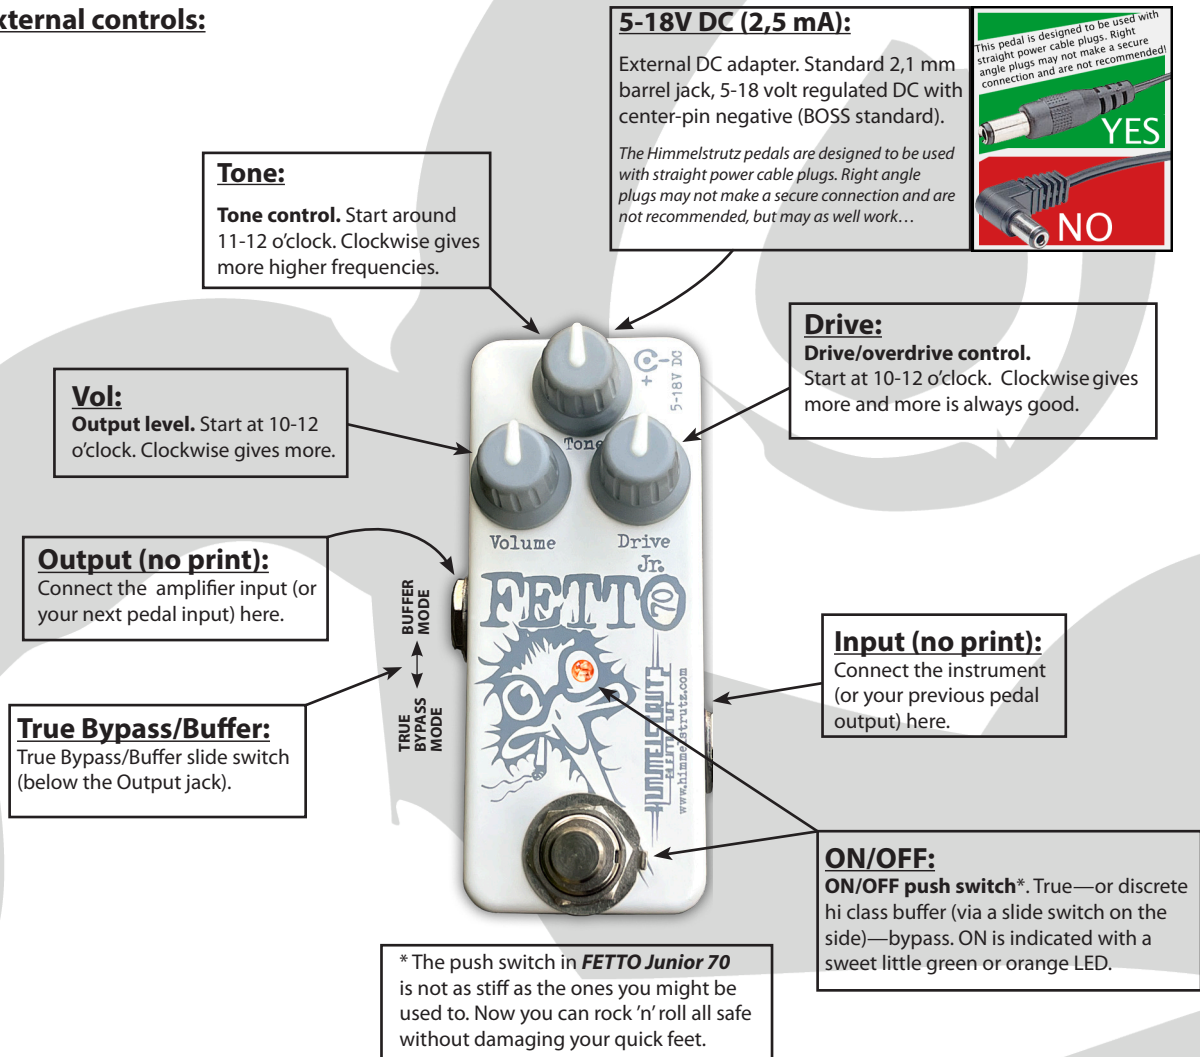 xternal controls:
5-18V DC (2,5 mA):
External DC adapter. Standard 2,1 mm
barrel jack, 5-18 volt regulated DC with
center-pin negative (BOSS standard).
The Himmelstrutz pedals are designed to be used
with straight power cable plugs. Right angle
plugs may not make a secure connection and are
not recommended, but may as well work…
This pedal is designed to be used with
straight power cable plugs. Right
angle plugs may not make a secure
connection and are not recommended!
YES
NO
Tone:
Tone control. Start around
11-12 o'clock. Clockwise gives
more higher frequencies.
Drive:
Drive/overdrive control.
Start at 10-12 o'clock. Clockwise gives
more and more is always good.
Vol:
Output level. Start at 10-12
o'clock. Clockwise gives more.
5-18V DC
Tone
Volume
Drive
Jr.
FETTO
70
HIMMELSTRUTZ
ELEKTRO ART
www.himmelstrutz.com
Output (no print):
Connect the amplifier input (or
your next pedal input) here.
BUFFER
MODE
TRUE
BYPASS
MODE
True Bypass/Buffer:
True Bypass/Buffer slide switch
(below the Output jack).
Input (no print):
Connect the instrument
(or your previous pedal
output) here.
ON/OFF:
ON/OFF push switch*. True—or discrete
hi class buffer (via a slide switch on the
side)—bypass. ON is indicated with a
sweet little green or orange LED.
* The push switch in FETTO Junior 70
is not as stiff as the ones you might be
used to. Now you can rock 'n' roll all safe
without damaging your quick feet.